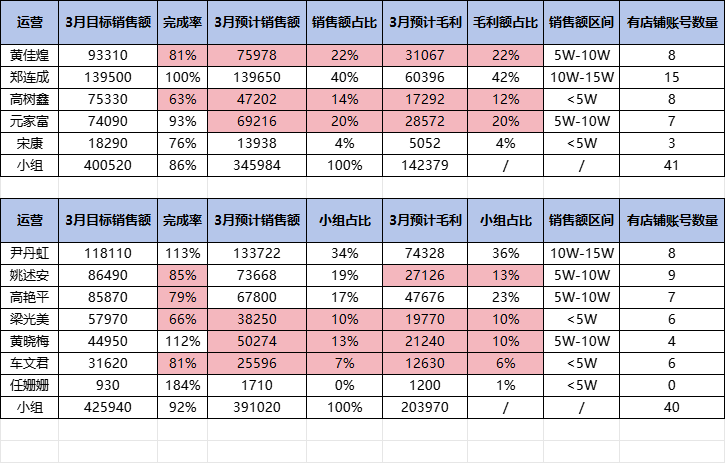 运营 3月目标销售额 完成率 3月预计销售额 销售额占比 3月预计毛利 毛利额占比 销售额区间 有店铺账号数量
黄佳煌 93310 81% 75978 22% 31067 22% 5W-10W 8
郑连成 139500 100% 139650 40% 60396 42% 10W-15W 15
高树鑫 75330 63% 47202 14% 17292 12% <5W 8
元家富 74090 93% 69216 20% 28572 20% 5W-10W 7
宋康 18290 76% 13938 4% 5052 4% <5W 3
小组 400520 86% 345984 100% 142379 / / 41
运营 3月目标销售额 完成率 3月预计销售额 小组占比 3月预计毛利 小组占比 销售额区间 有店铺账号数量
尹丹虹 118110 113% 133722 34% 74328 36% 10W-15W 8
姚述安 86490 85% 73668 19% 27126 13% 5W-10W 9
高艳平 85870 79% 67800 17% 47676 23% 5W-10W 7
梁光美 57970 66% 38250 10% 19770 10% <5W 6
黄晓梅 44950 112% 50274 13% 21240 10% 5W-10W 4
车文君 31620 81% 25596 7% 12630 6% <5W 6
任姗姗 930 184% 1710 0% 1200 1% <5W 0
小组 425940 92% 391020 100% 203970 / / 40